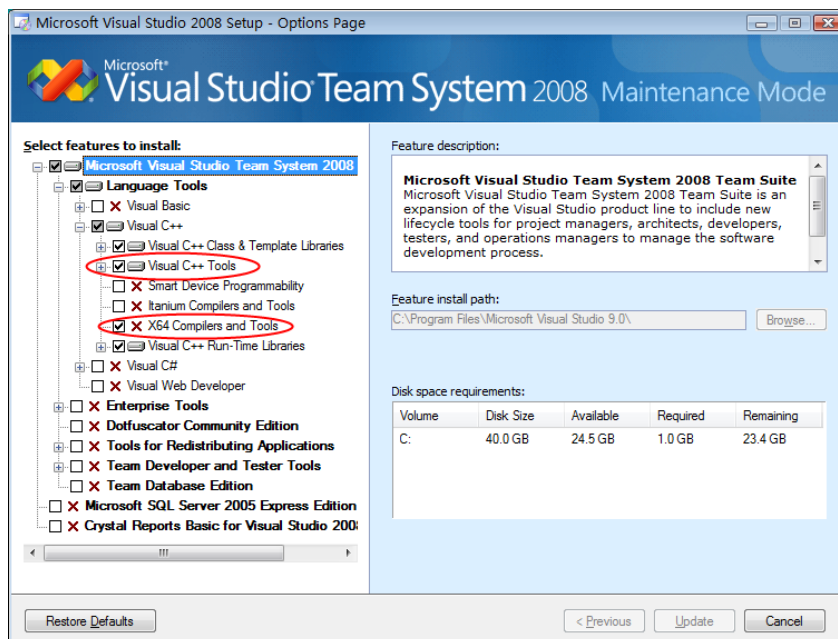 Microsoft Visual Studio 2008 Setup - Options Page
Microsoft®
Visual Studio Team System 2008 Maintenance Mode
Select features to install:
Microsoft Visual Studio Team System 2008
Language Tools
Visual Basic
Visual C++
Visual C++ Class & Template Libraries
Visual C++ Tools
Smart Device Programmability
Itanium Compilers and Tools
X64 Compilers and Tools
Visual C++ Run-Time Libraries
Visual C#
Visual Web Developer
Enterprise Tools
Dotfuscator Community Edition
Tools for Redistributing Applications
Team Developer and Tester Tools
Team Database Edition
Microsoft SQL Server 2005 Express Edition
Crystal Reports Basic for Visual Studio 200
Feature description:
Microsoft Visual Studio Team System 2008 Team Suite
Microsoft Visual Studio Team System 2008 Team Suite is an
expansion of the Visual Studio product line to include new
lifecycle tools for project managers, architects, developers,
testers, and operations managers to manage the software
development process.
Feature install path:
C:\Program Files\Microsoft Visual Studio 9.0\
Browse...
Disk space requirements:
Volume Disk Size Available Required Remaining
C: 40.0 GB 24.5 GB 1.0 GB 23.4 GB
Restore Defaults
< Previous
Update
Cancel